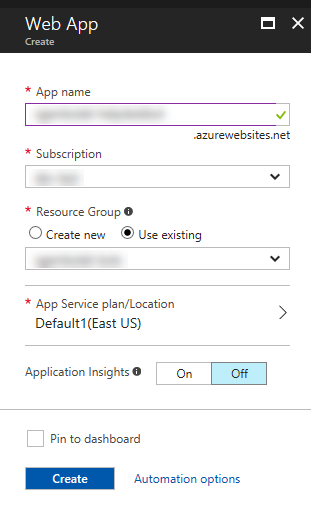 Web App
Create
* App name
.azurewebsites.net
* Subscription
* Resource Group
Create new
Use existing
* App Service plan/Location
Default1(East US)
Application Insights
On
Off
Pin to dashboard
Create
Automation options